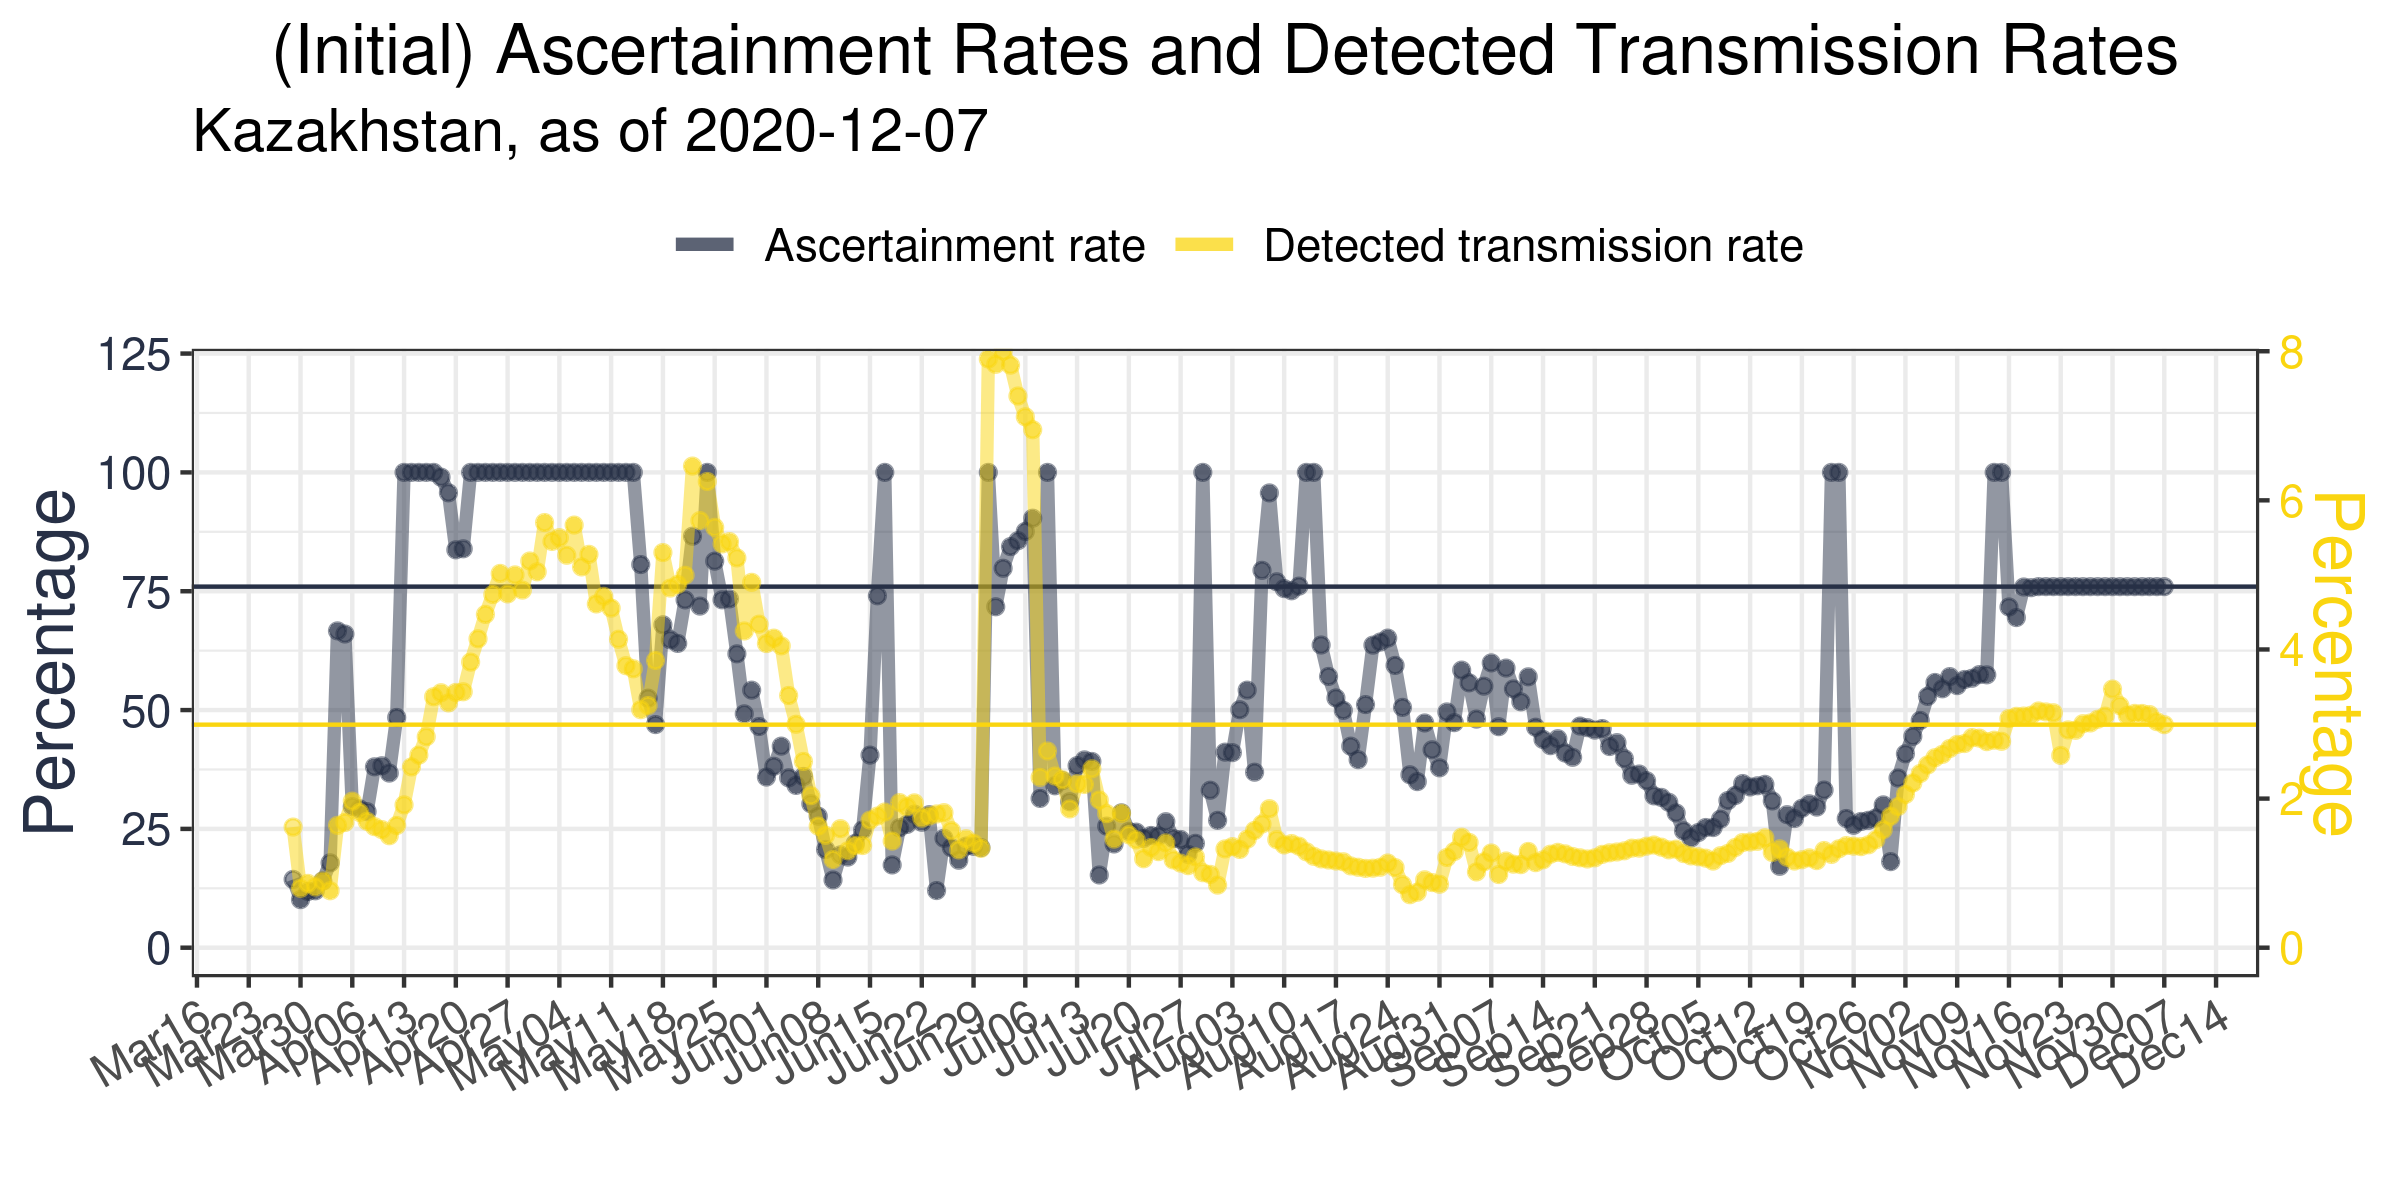 (Initial) Ascertainment Rates and Detected Transmission Rates
Kazakhstan, as of 2020-12-07
Ascertainment rate
Detected transmission rate
125
100
75
50
25
0
Percentage
8
6
4
2
0
Percentage
Mar16
Mar23
Mar30
Apr06
Apr13
Apr20
Apr27
May04
May11
May18
May25
Jun01
Jun08
Jun15
Jun22
Jun29
Jul06
Jul13
Jul20
Jul27
Aug03
Aug10
Aug17
Aug24
Aug31
Sep07
Sep14
Sep21
Sep28
Oct05
Oct12
Oct19
Oct26
Nov02
Nov09
Nov16
Nov23
Nov30
Dec07
Dec14